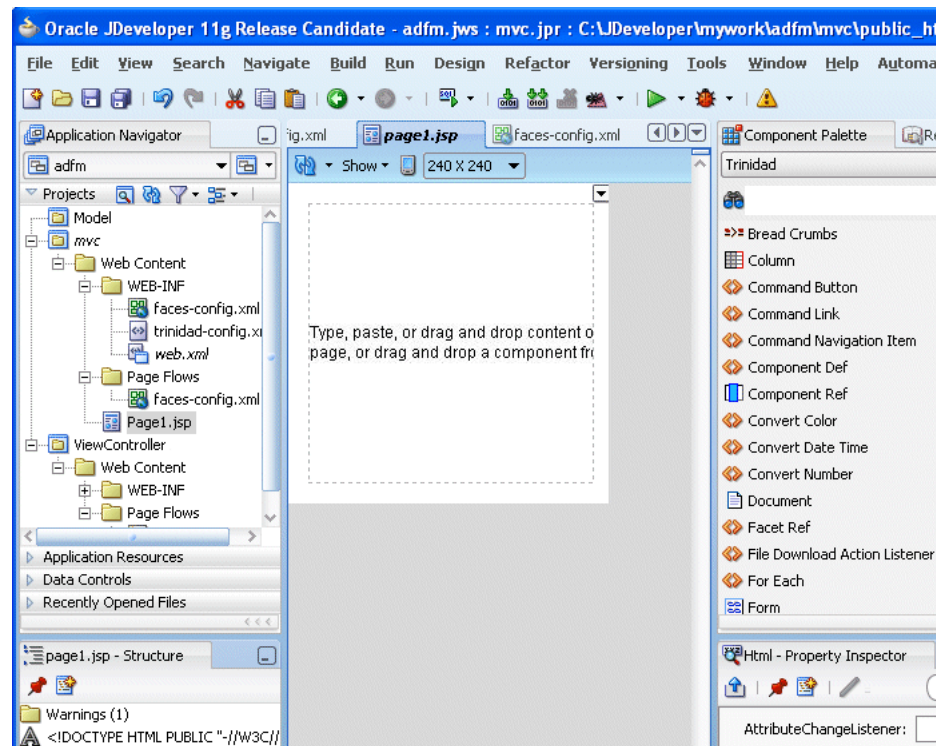 Oracle JDeveloper 11g Release Candidate - adfm.jws : mvc.jpr : C:\JDeveloper\mywork\adfm\mvc\public_ht
File Edit View Search Navigate Build Run Design Refactor Versioning Tools Window Help Automa
Application Navigator
adfm
Projects
Model
mvc
Web Content
WEB-INF
faces-config.xml
trinidad-config.x
web.xml
Page Flows
faces-config.xml
Page1.jsp
ViewController
Web Content
WEB-INF
Page Flows
Application Resources
Data Controls
Recently Opened Files
page1.jsp - Structure
Warnings (1)
<!DOCTYPE HTML PUBLIC "-//W3C//
ig.xml page1.jsp faces-config.xml
Show 240 X 240
Type, paste, or drag and drop content o
page, or drag and drop a component fr
Component Palette Re
Trinidad
Bread Crumbs
Column
Command Button
Command Link
Command Navigation Item
Component Def
Component Ref
Convert Color
Convert Date Time
Convert Number
Document
Facet Ref
File Download Action Listener
For Each
Form
Html - Property Inspector
AttributeChangeListener: